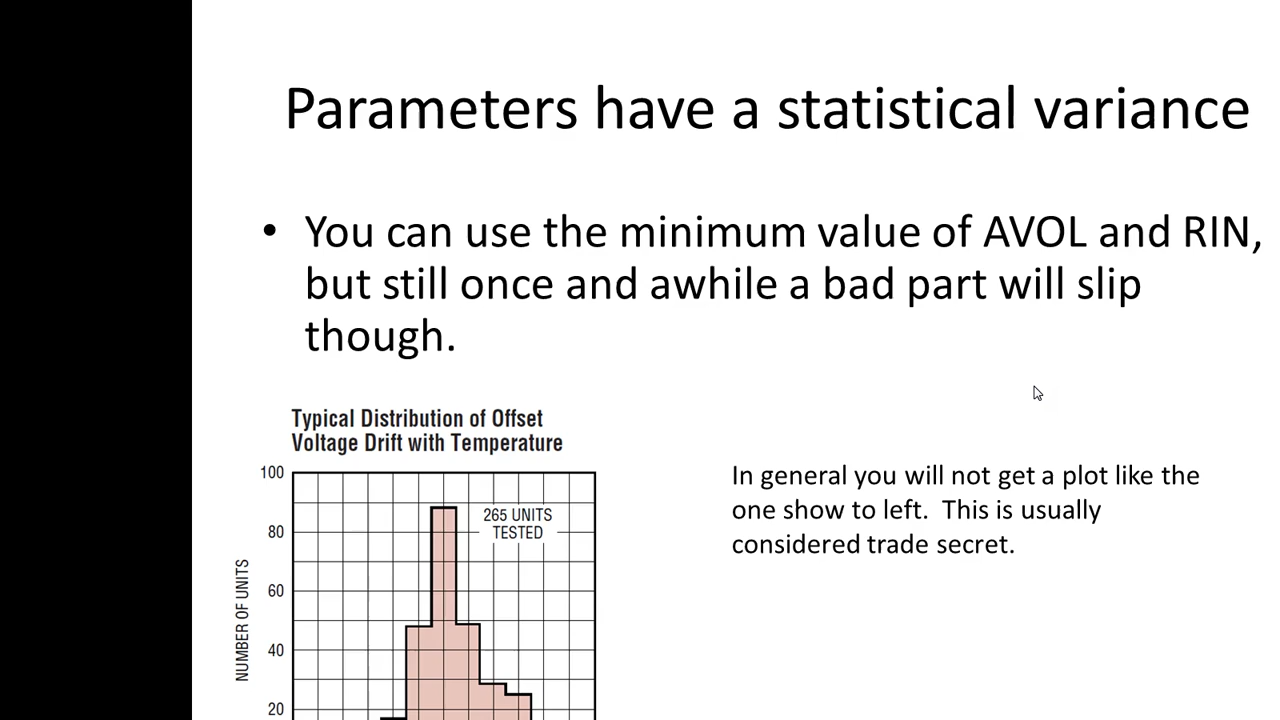 Parameters have a statistical variance
• You can use the minimum value of AVOL and RIN,
but still once and awhile a bad part will slip
though.
Typical Distribution of Offset
Voltage Drift with Temperature
100
80
60
40
20
NUMBER OF UNITS
265 UNITS
TESTED
In general you will not get a plot like the
one show to left.  This is usually
considered trade secret.